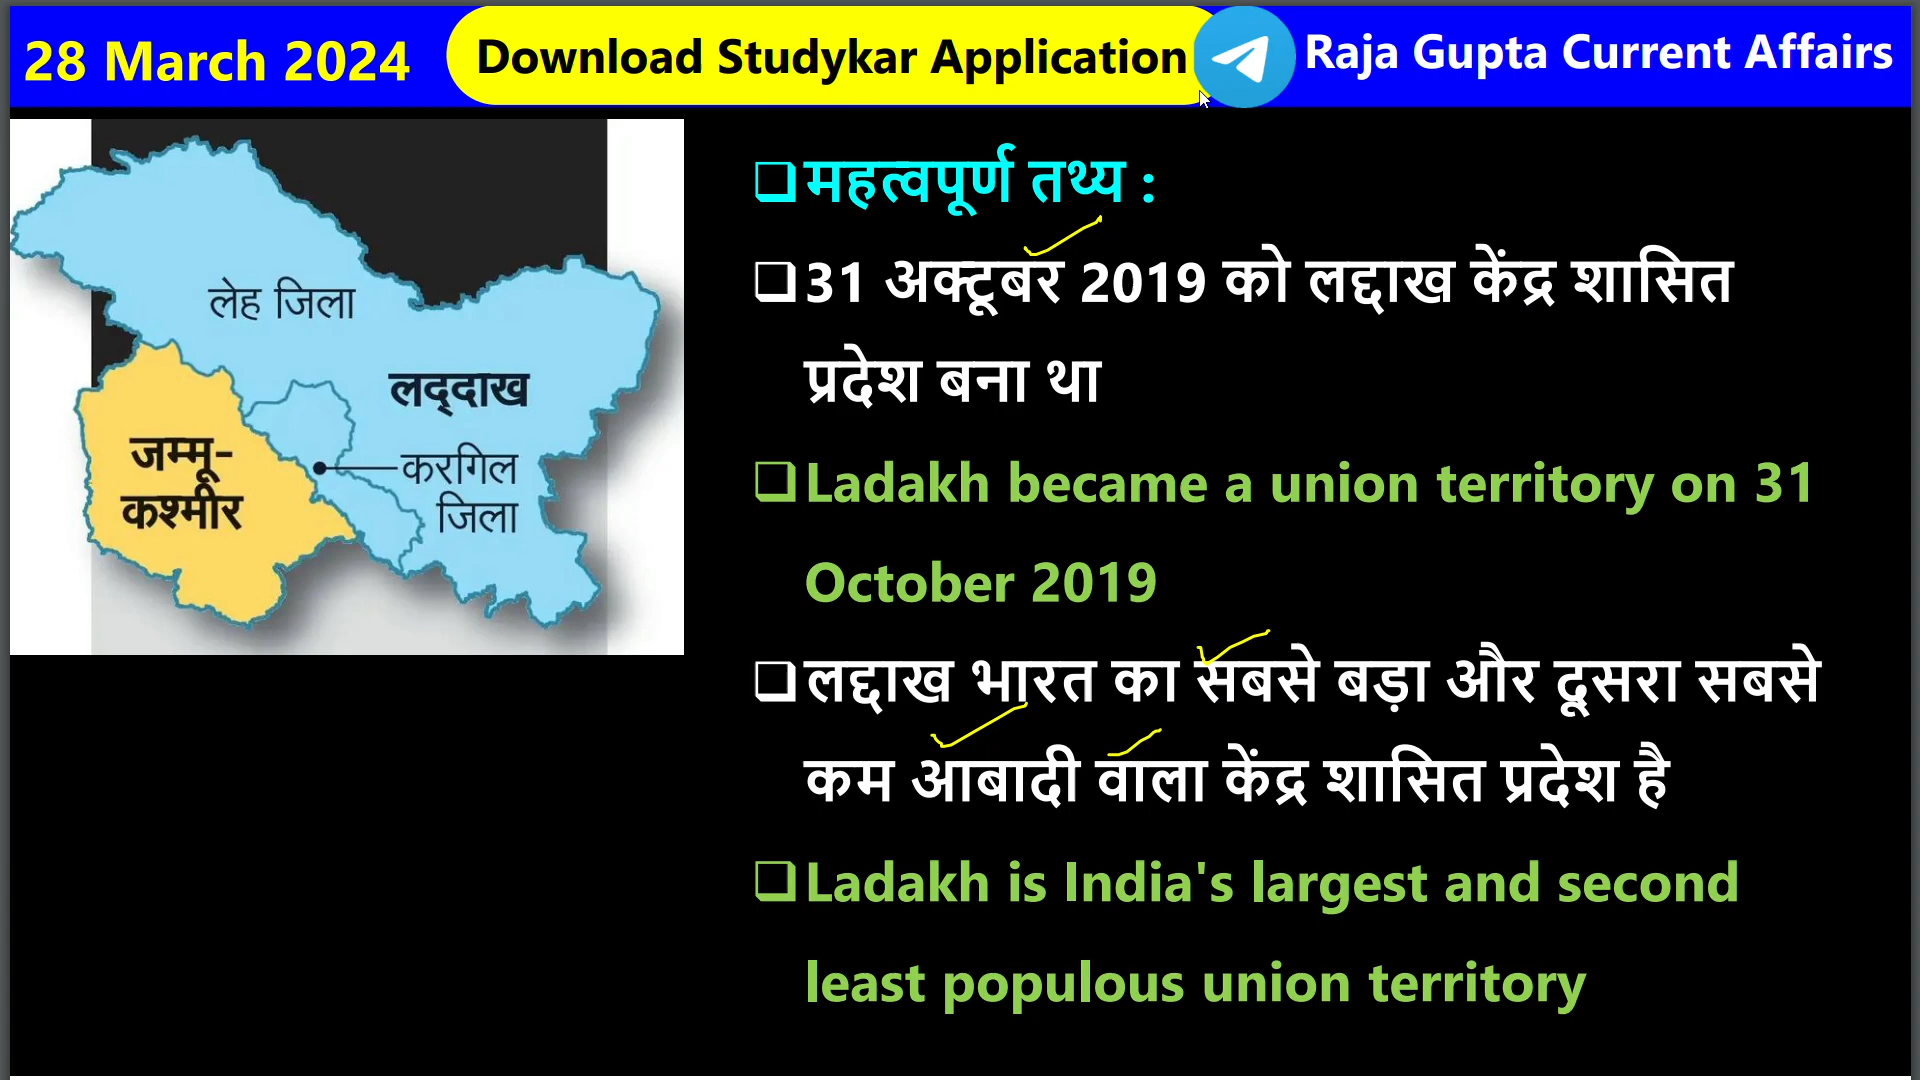 28 March 2024
Download Studykar Application
Raja Gupta Current Affairs
लेह जिला
लद्दाख
जम्मू-
कश्मीर
करगिल
जिला
❑महत्वपूर्ण तथ्य :
❑31 अक्टूबर 2019 को लद्दाख केंद्र शासित
प्रदेश बना था
❑Ladakh became a union territory on 31
October 2019
❑लद्दाख भारत का सबसे बड़ा और दूसरा सबसे
कम आबादी वाला केंद्र शासित प्रदेश है
❑Ladakh is India's largest and second
least populous union territory